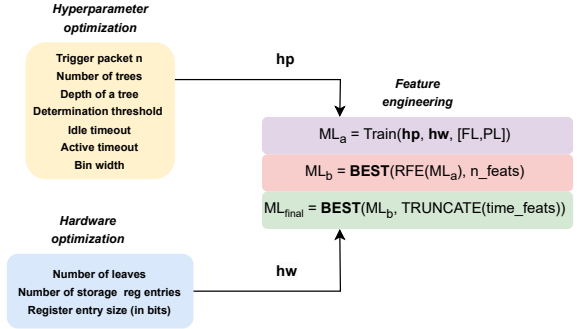 Hyperparameter
optimization
Trigger packet n
Number of trees
Depth of a tree
Determination threshold
Idle timeout
Active timeout
Bin width
hp
Feature
engineering
MLa = Train(hp, hw, [FL,PL])
MLb = BEST(RFE(MLa), n_feats)
MLfinal = BEST(MLb, TRUNCATE(time_feats))
Hardware
optimization
Number of leaves
Number of storage reg entries
Register entry size (in bits)
hw